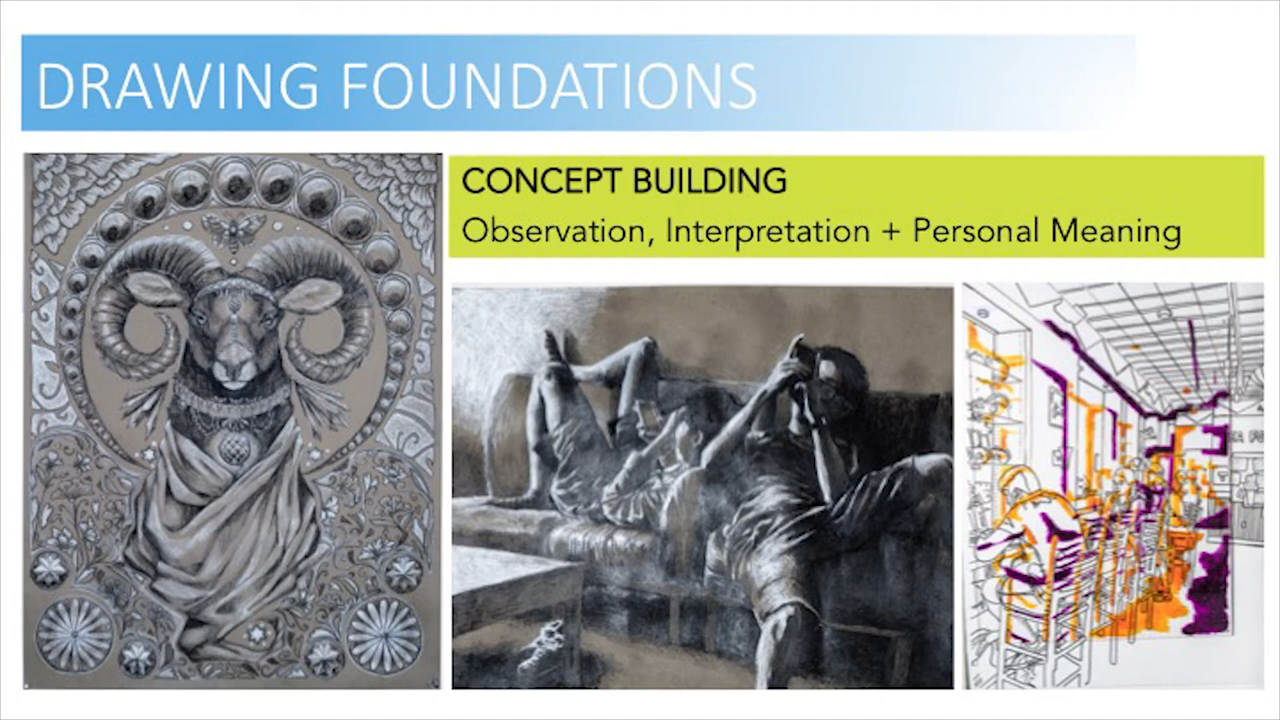 DRAWING FOUNDATIONS
CONCEPT BUILDING
Observation, Interpretation + Personal Meaning